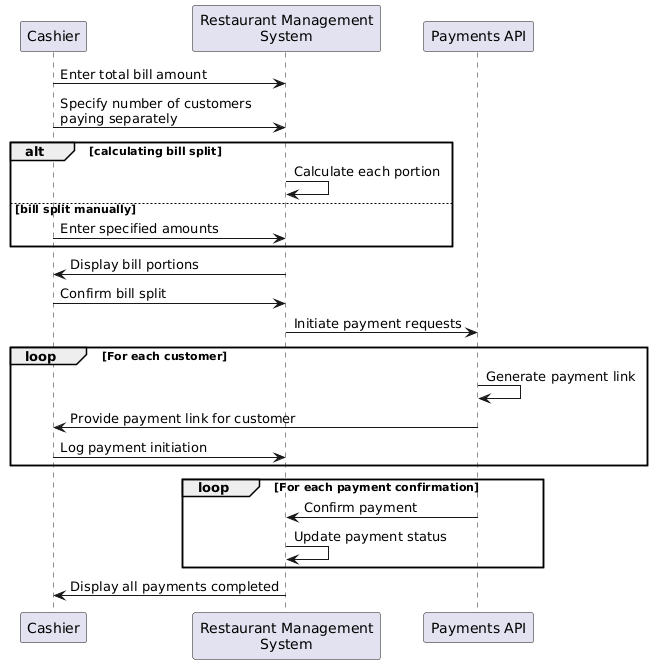 Cashier
Restaurant Management
System
Payments API
Enter total bill amount
Specify number of customers
paying separately
alt
[calculating bill split]
Calculate each portion
[bill split manually]
Enter specified amounts
Display bill portions
Confirm bill split
Initiate payment requests
loop
[For each customer]
Generate payment link
Provide payment link for customer
Log payment initiation
loop
[For each payment confirmation]
Confirm payment
Update payment status
Display all payments completed
Cashier
Restaurant Management
System
Payments API